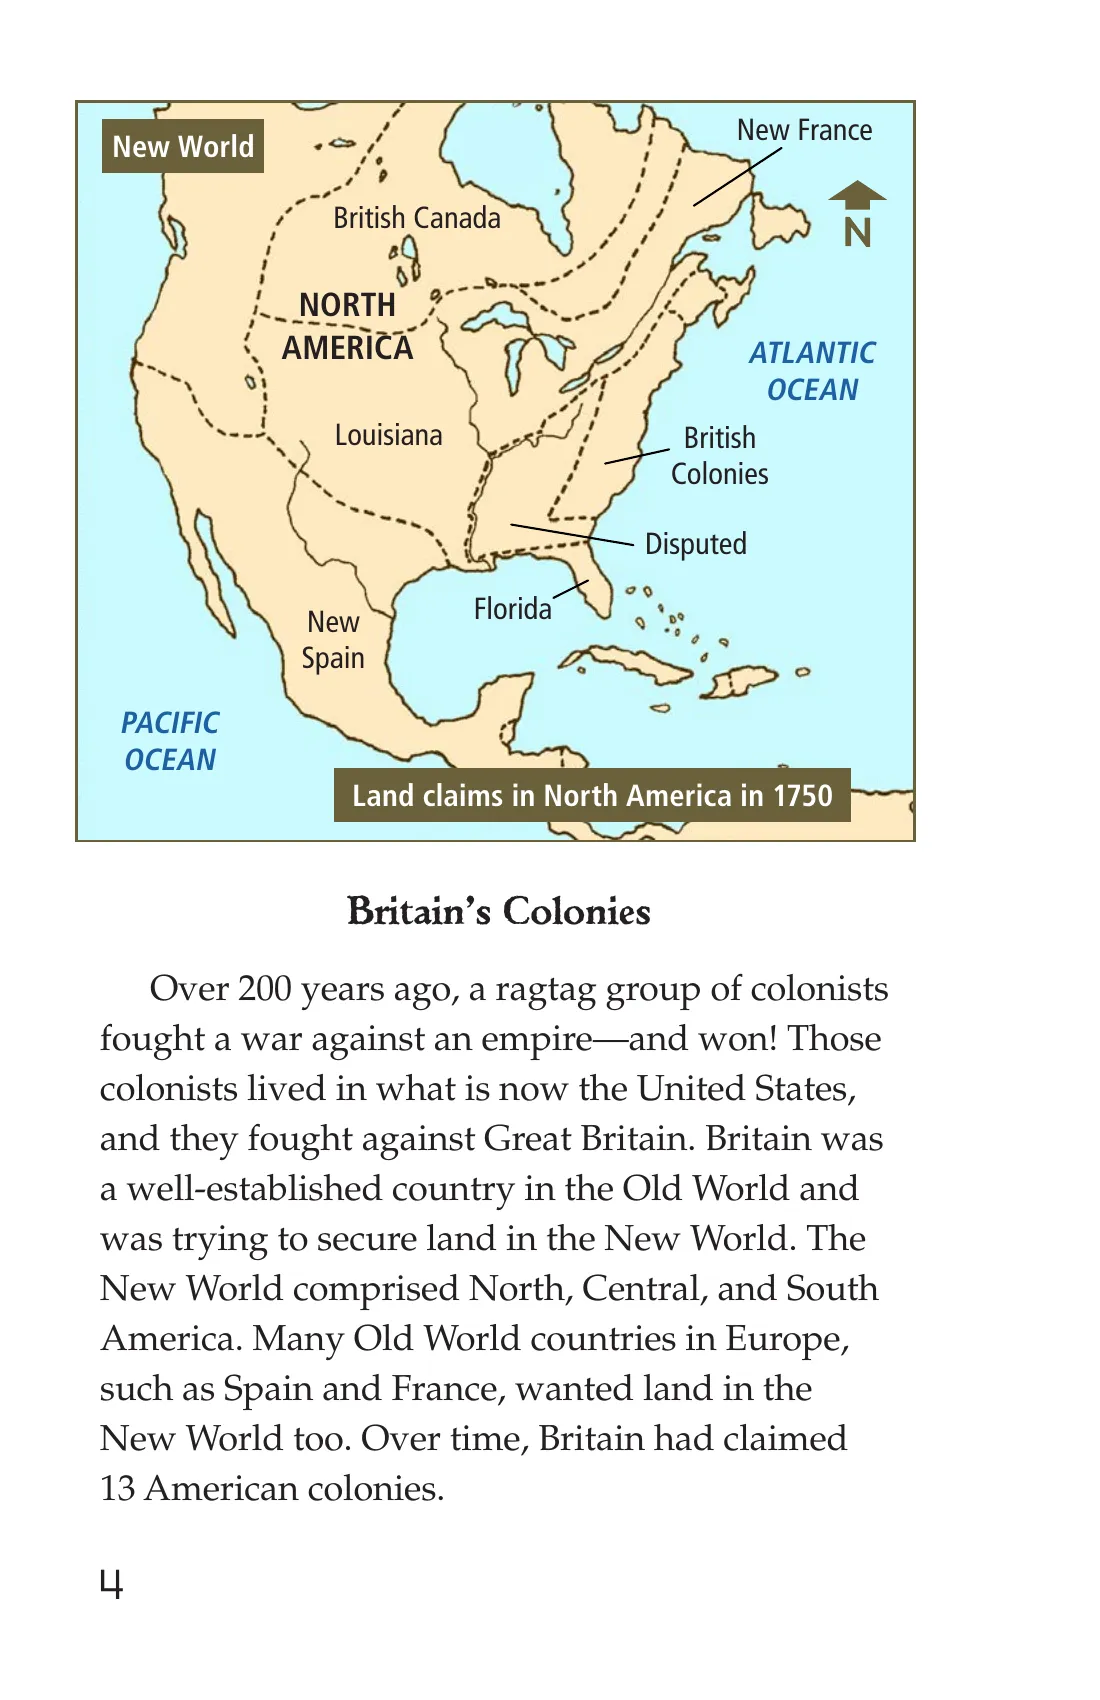 New World
New France
N
British Canada
NORTH
AMERICA
ATLANTIC
OCEAN
Louisiana
British
Colonies
Disputed
Florida
New
Spain
PACIFIC
OCEAN
Land claims in North America in 1750
Britain’s Colonies
Over 200 years ago, a ragtag group of colonists
fought a war against an empire—and won! Those
colonists lived in what is now the United States,
and they fought against Great Britain. Britain was
a well-established country in the Old World and
was trying to secure land in the New World. The
New World comprised North, Central, and South
America. Many Old World countries in Europe,
such as Spain and France, wanted land in the
New World too. Over time, Britain had claimed
13 American colonies.
4